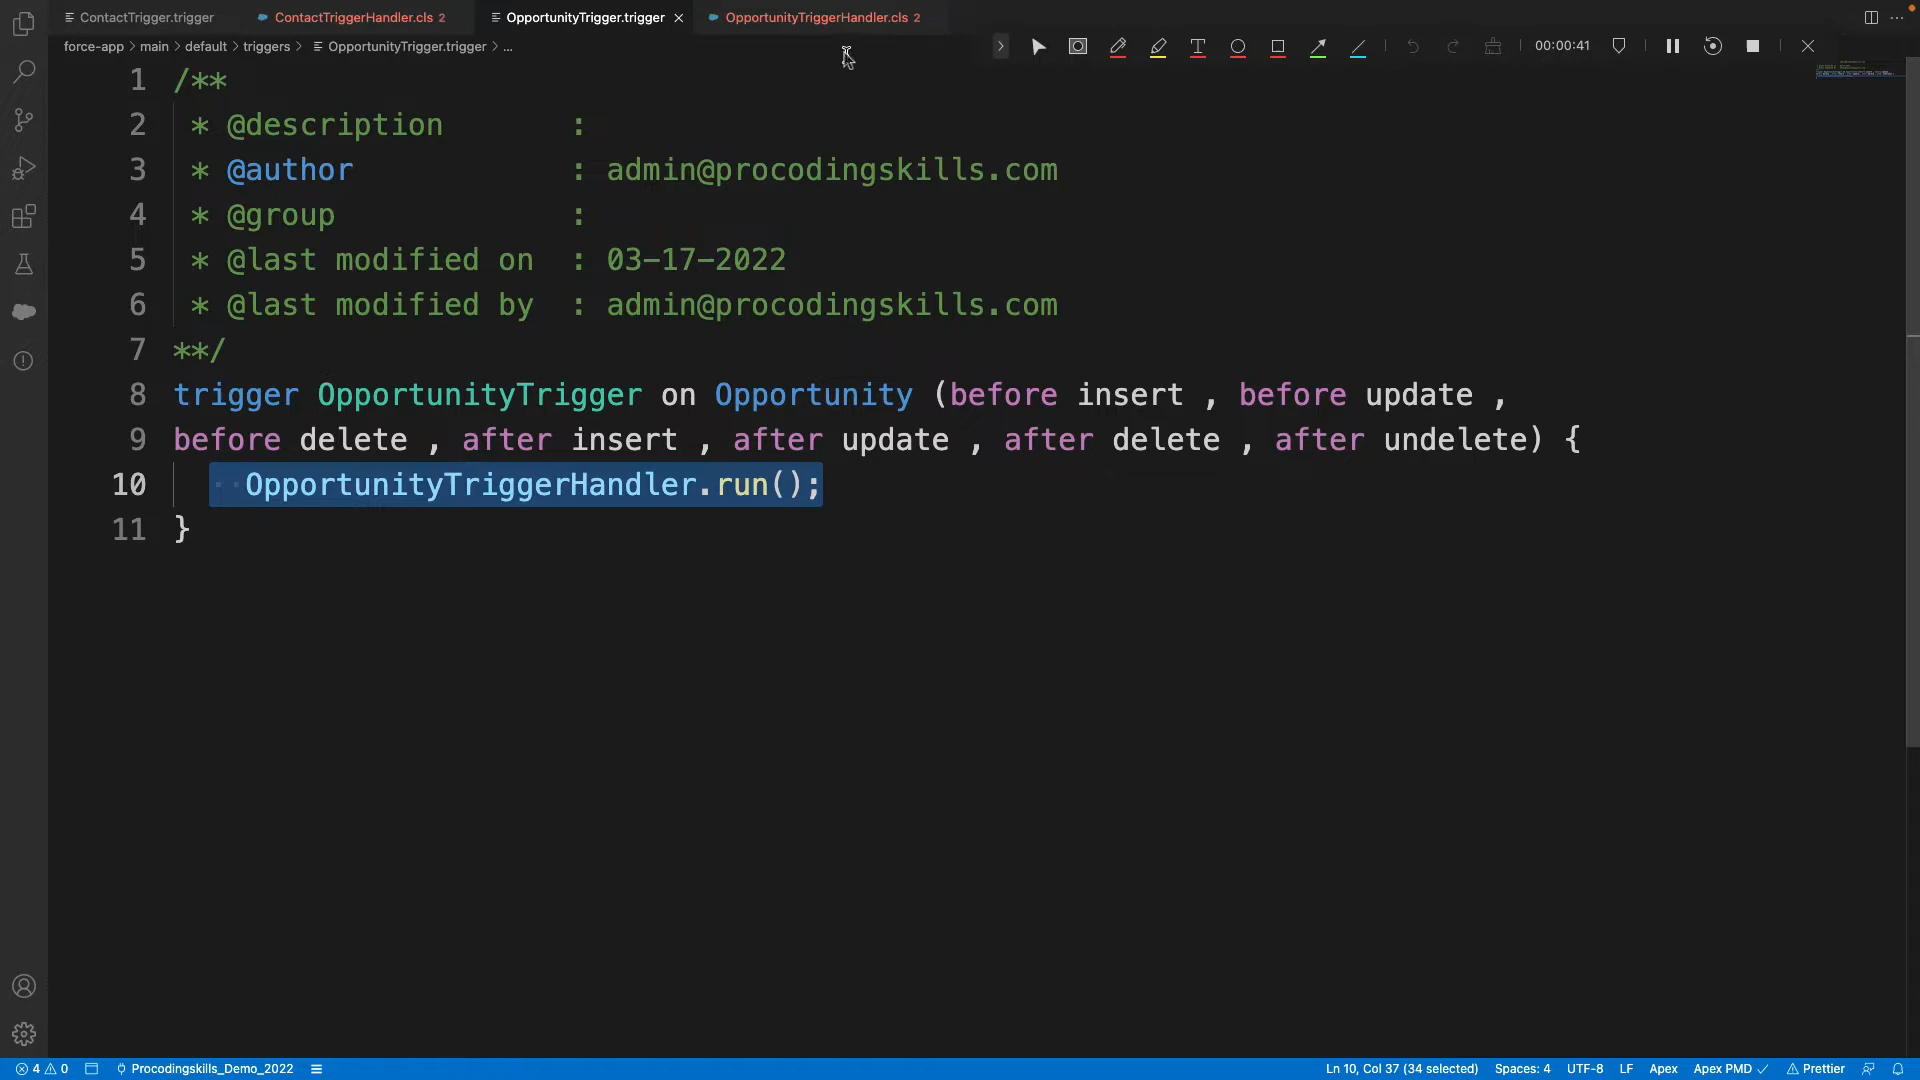 ContactTrigger.trigger ContactTriggerHandler.cls 2 OpportunityTrigger.trigger OpportunityTriggerHandler.cls 2
force-app > main > default > triggers > OpportunityTrigger.trigger > ...
00:00:41
1 /**
2 * @description :
3 * @author : admin@procodingskills.com
4 * @group :
5 * @last modified on : 03-17-2022
6 * @last modified by : admin@procodingskills.com
7 **/
8 trigger OpportunityTrigger on Opportunity (before insert , before update ,
9 before delete , after insert , after update , after delete , after undelete) {
10 OpportunityTriggerHandler.run();
11 }
4 0 Procodingskills_Demo_2022 Ln 10, Col 37 (34 selected) Spaces: 4 UTF-8 LF Apex Apex PMD Prettier